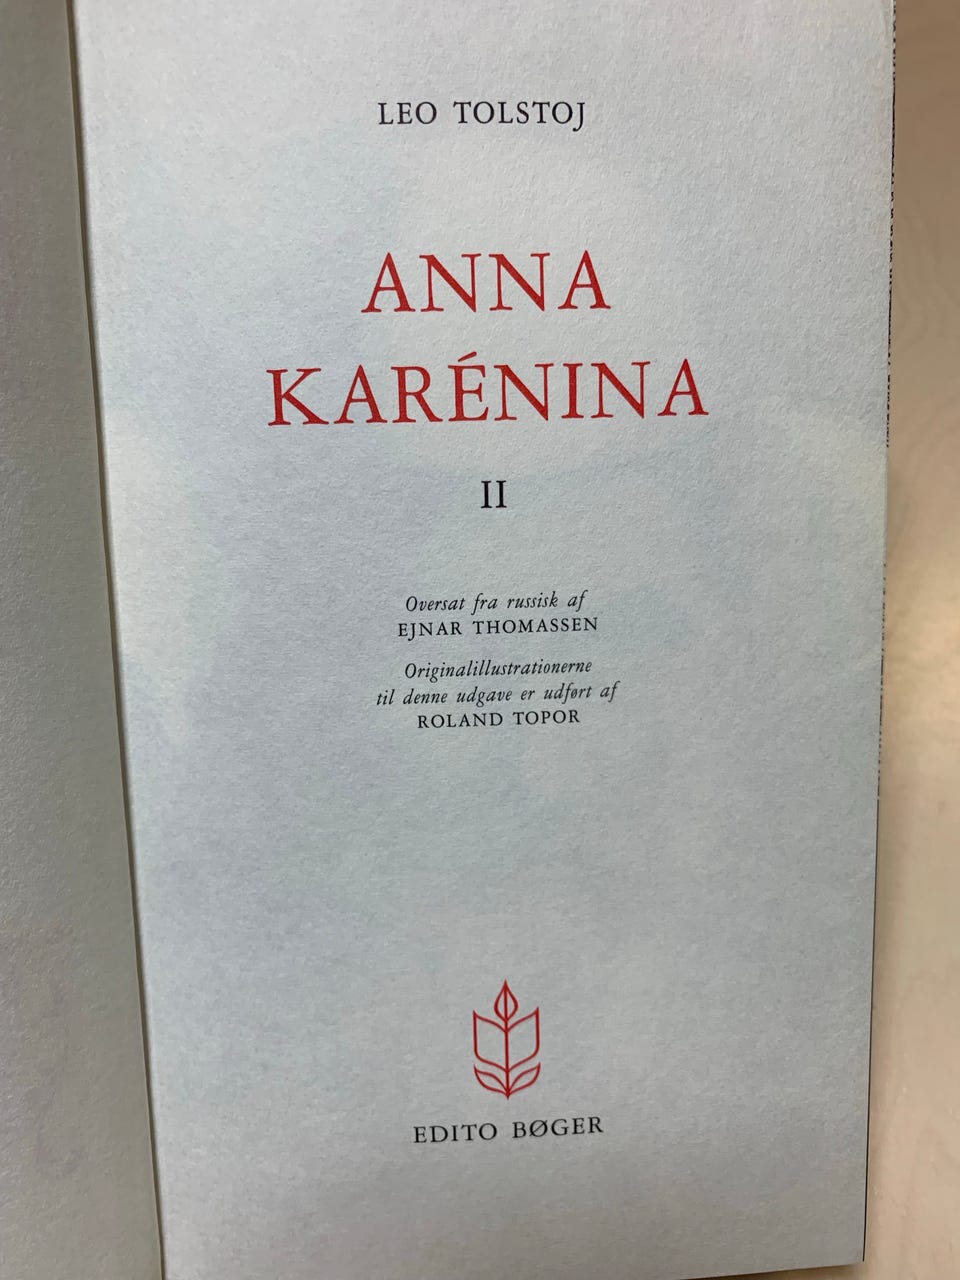 LEO TOLSTOJ
ANNA
KARÉNINA
II
Oversat fra russisk af
EJNAR THOMASSEN
Originalillustrationerne
til denne udgave er udført af
ROLAND TOPOR
EDITO BØGER